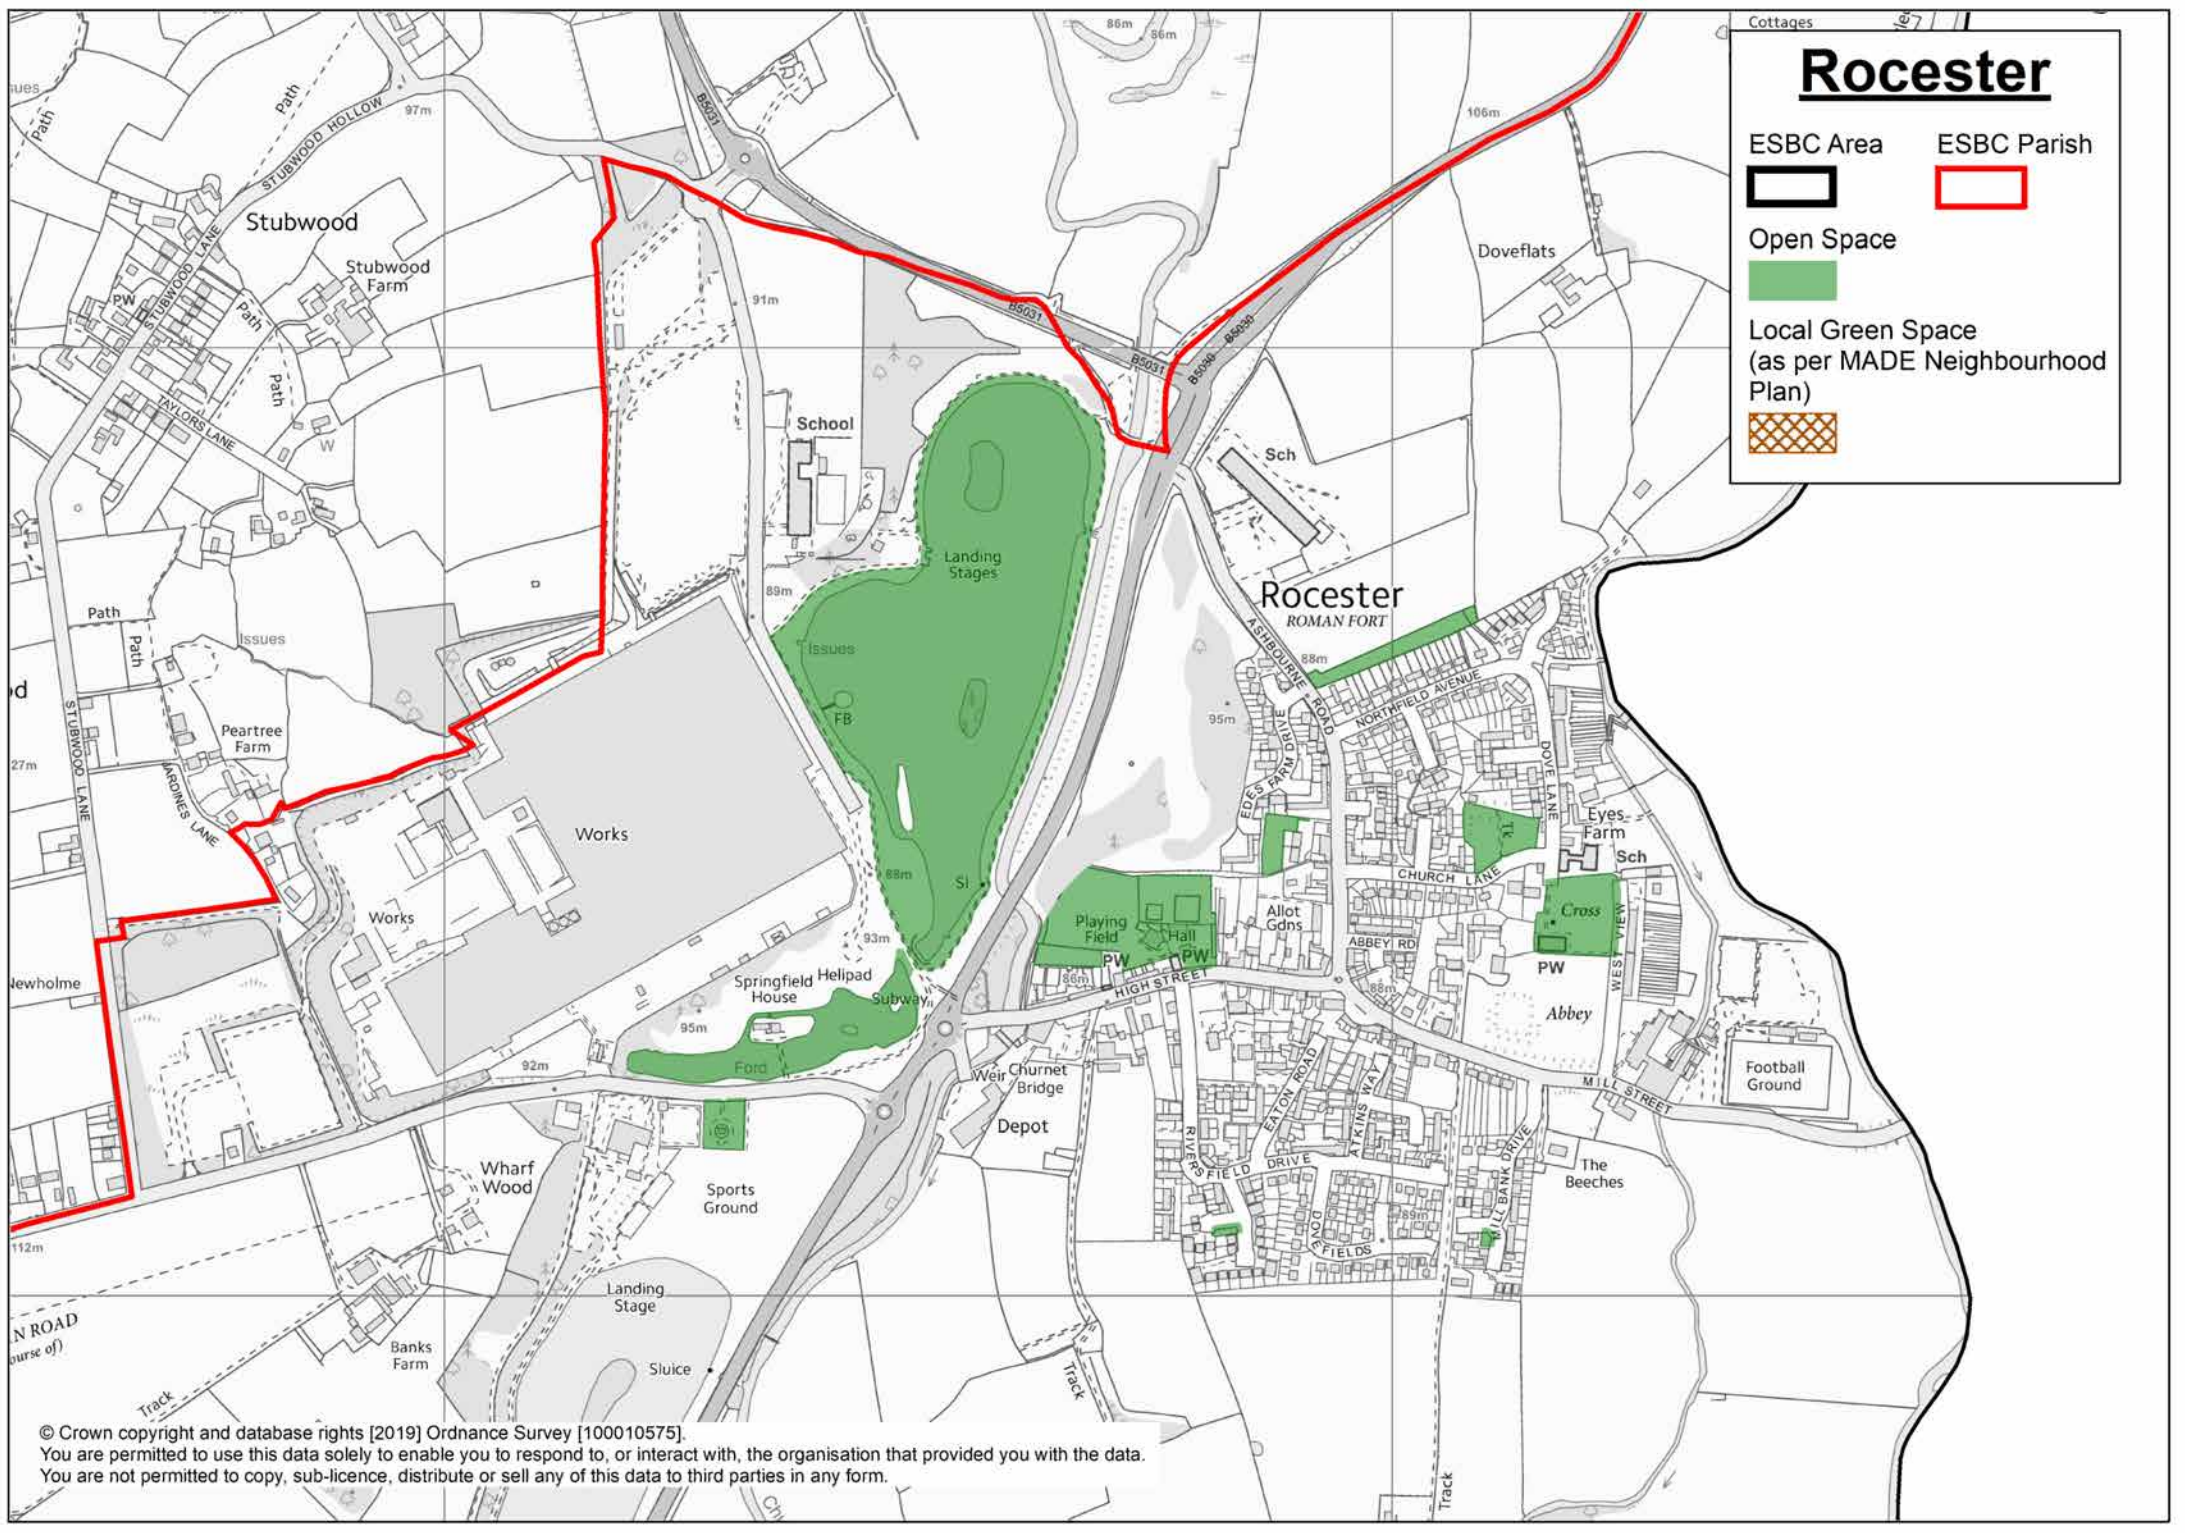 Rocester
ESBC Area
ESBC Parish
Open Space
Local Green Space
(as per MADE Neighbourhood
Plan)
Cottages
86m
86m
B5031
97m
Path
Path
STUBWOOD HOLLOW
106m
Stubwood
Stubwood
Farm
STUBWOOD LANE
PW
Path
Path
TAYLORS LANE
W
91m
B5031
B5031
B5030
B5030
Doveflats
School
Sch
Landing
Stages
89m
Rocester
ROMAN FORT
Path
Path
Issues
Issues
88m
ASHBOURNE ROAD
NORTHFIELD AVENUE
FB
95m
STUBWOOD LANE
Peartree
Farm
JARDINES LANE
27m
EDES FARM DRIVE
DOVE LANE
Works
Tk
Eyes
Farm
Sch
88m
SI
CHURCH LANE
Works
Playing
Field
Hall
PW
PW
Allot
Gdns
Cross
ABBEY RD
WEST VIEW
PW
93m
Newholme
Springfield
House
Helipad
Subway
86m
HIGH STREET
88m
Abbey
95m
Ford
92m
Weir
Churnet
Bridge
Depot
MILL STREET
Football
Ground
EATON ROAD
ATKINS WAY
RIVERSFIELD DRIVE
MILLBANK DRIVE
The
Beeches
Wharf
Wood
Sports
Ground
89m
DOVE FIELDS
112m
Landing
Stage
Banks
Farm
Sluice
Track
Track
Track
N ROAD
ourse of)
© Crown copyright and database rights [2019] Ordnance Survey [100010575].
You are permitted to use this data solely to enable you to respond to, or interact with, the organisation that provided you with the data.
You are not permitted to copy, sub-licence, distribute or sell any of this data to third parties in any form.